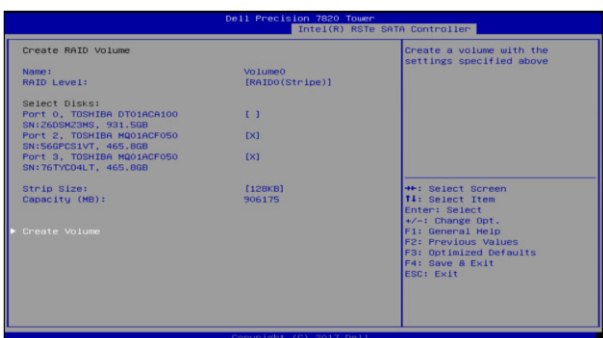 Dell Precision 7820 Tower
Intel(R) RSTe SATA Controller
Create RAID Volume
Name: Volume0
RAID Level: [RAID0(Stripe)]
Select Disks:
Port 0, TOSHIBA DT01ACA100 [ ]
SN:26DSM23MS, 931.5GB
Port 2, TOSHIBA MQ01ACF050 [X]
SN:56GPCS1VT, 465.8GB
Port 3, TOSHIBA MQ01ACF050 [X]
SN:76TYC04LT, 465.8GB
Strip Size: [128KB]
Capacity (MB): 906175
► Create Volume
Create a volume with the
settings specified above
→←: Select Screen
↑↓: Select Item
Enter: Select
+/-: Change Opt.
F1: General Help
F2: Previous Values
F3: Optimized Defaults
F4: Save & Exit
ESC: Exit
Copyright (C) 2017 Dell